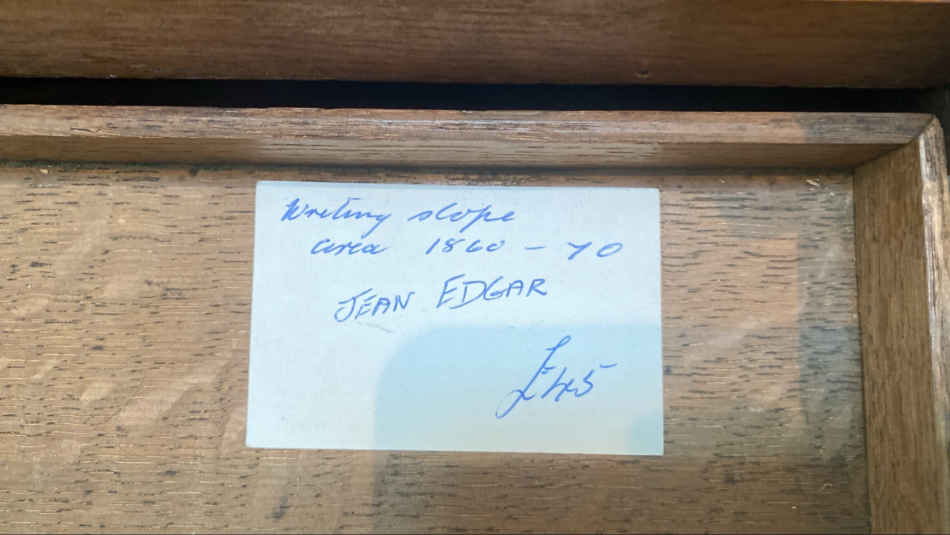 Writing slope
circa 1860 - 70
JEAN EDGAR
£45